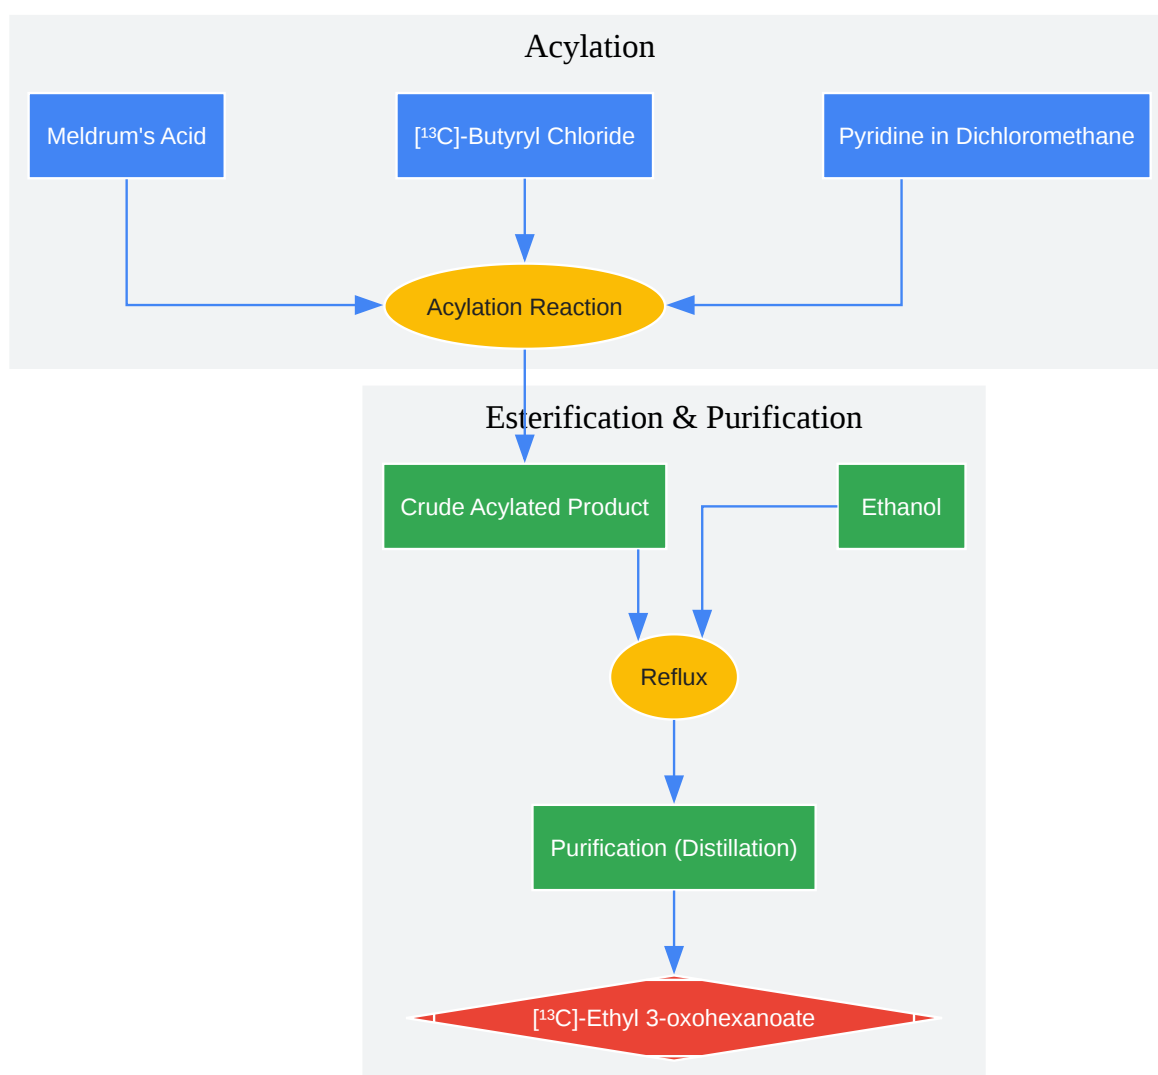 Acylation
Meldrum's Acid
[¹³C]-Butyryl Chloride
Pyridine in Dichloromethane
Acylation Reaction
Esterification & Purification
Crude Acylated Product
Ethanol
Reflux
Purification (Distillation)
[¹³C]-Ethyl 3-oxohexanoate